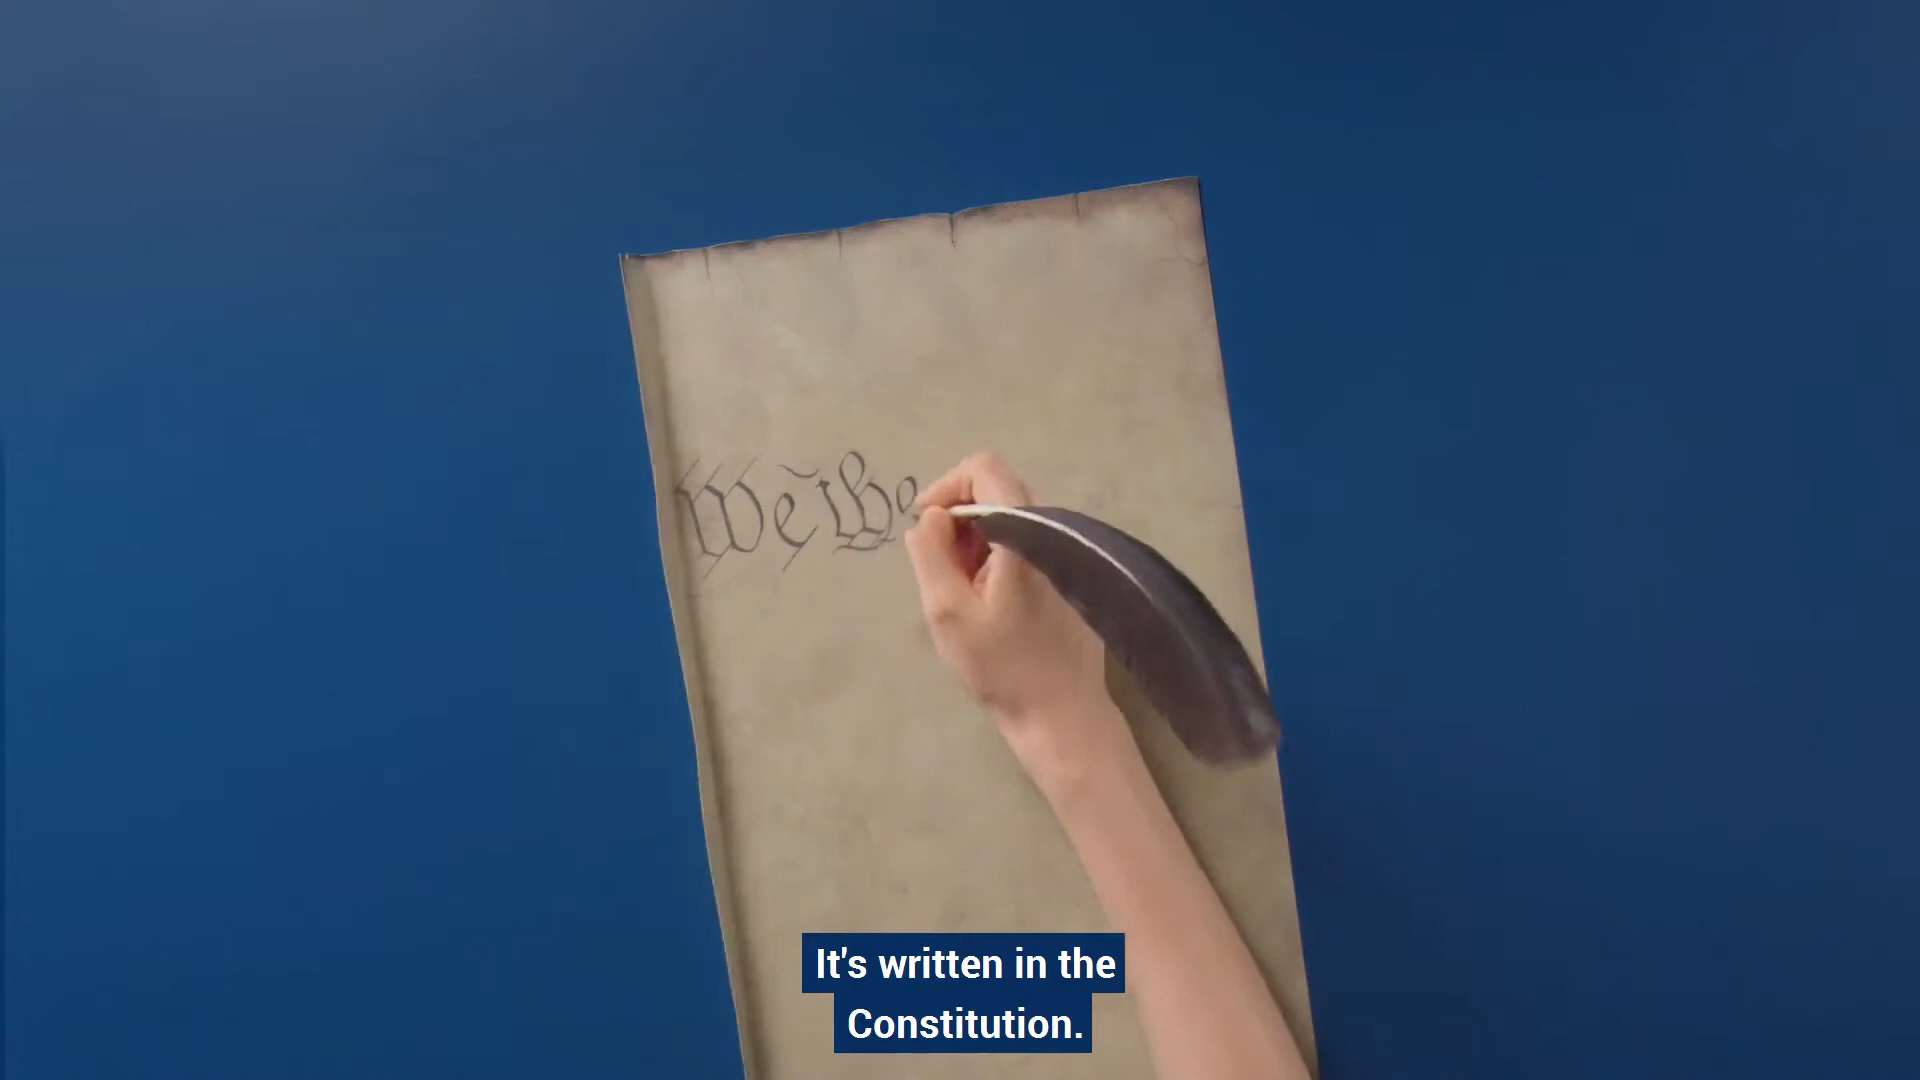 We the
It's written in the
Constitution.